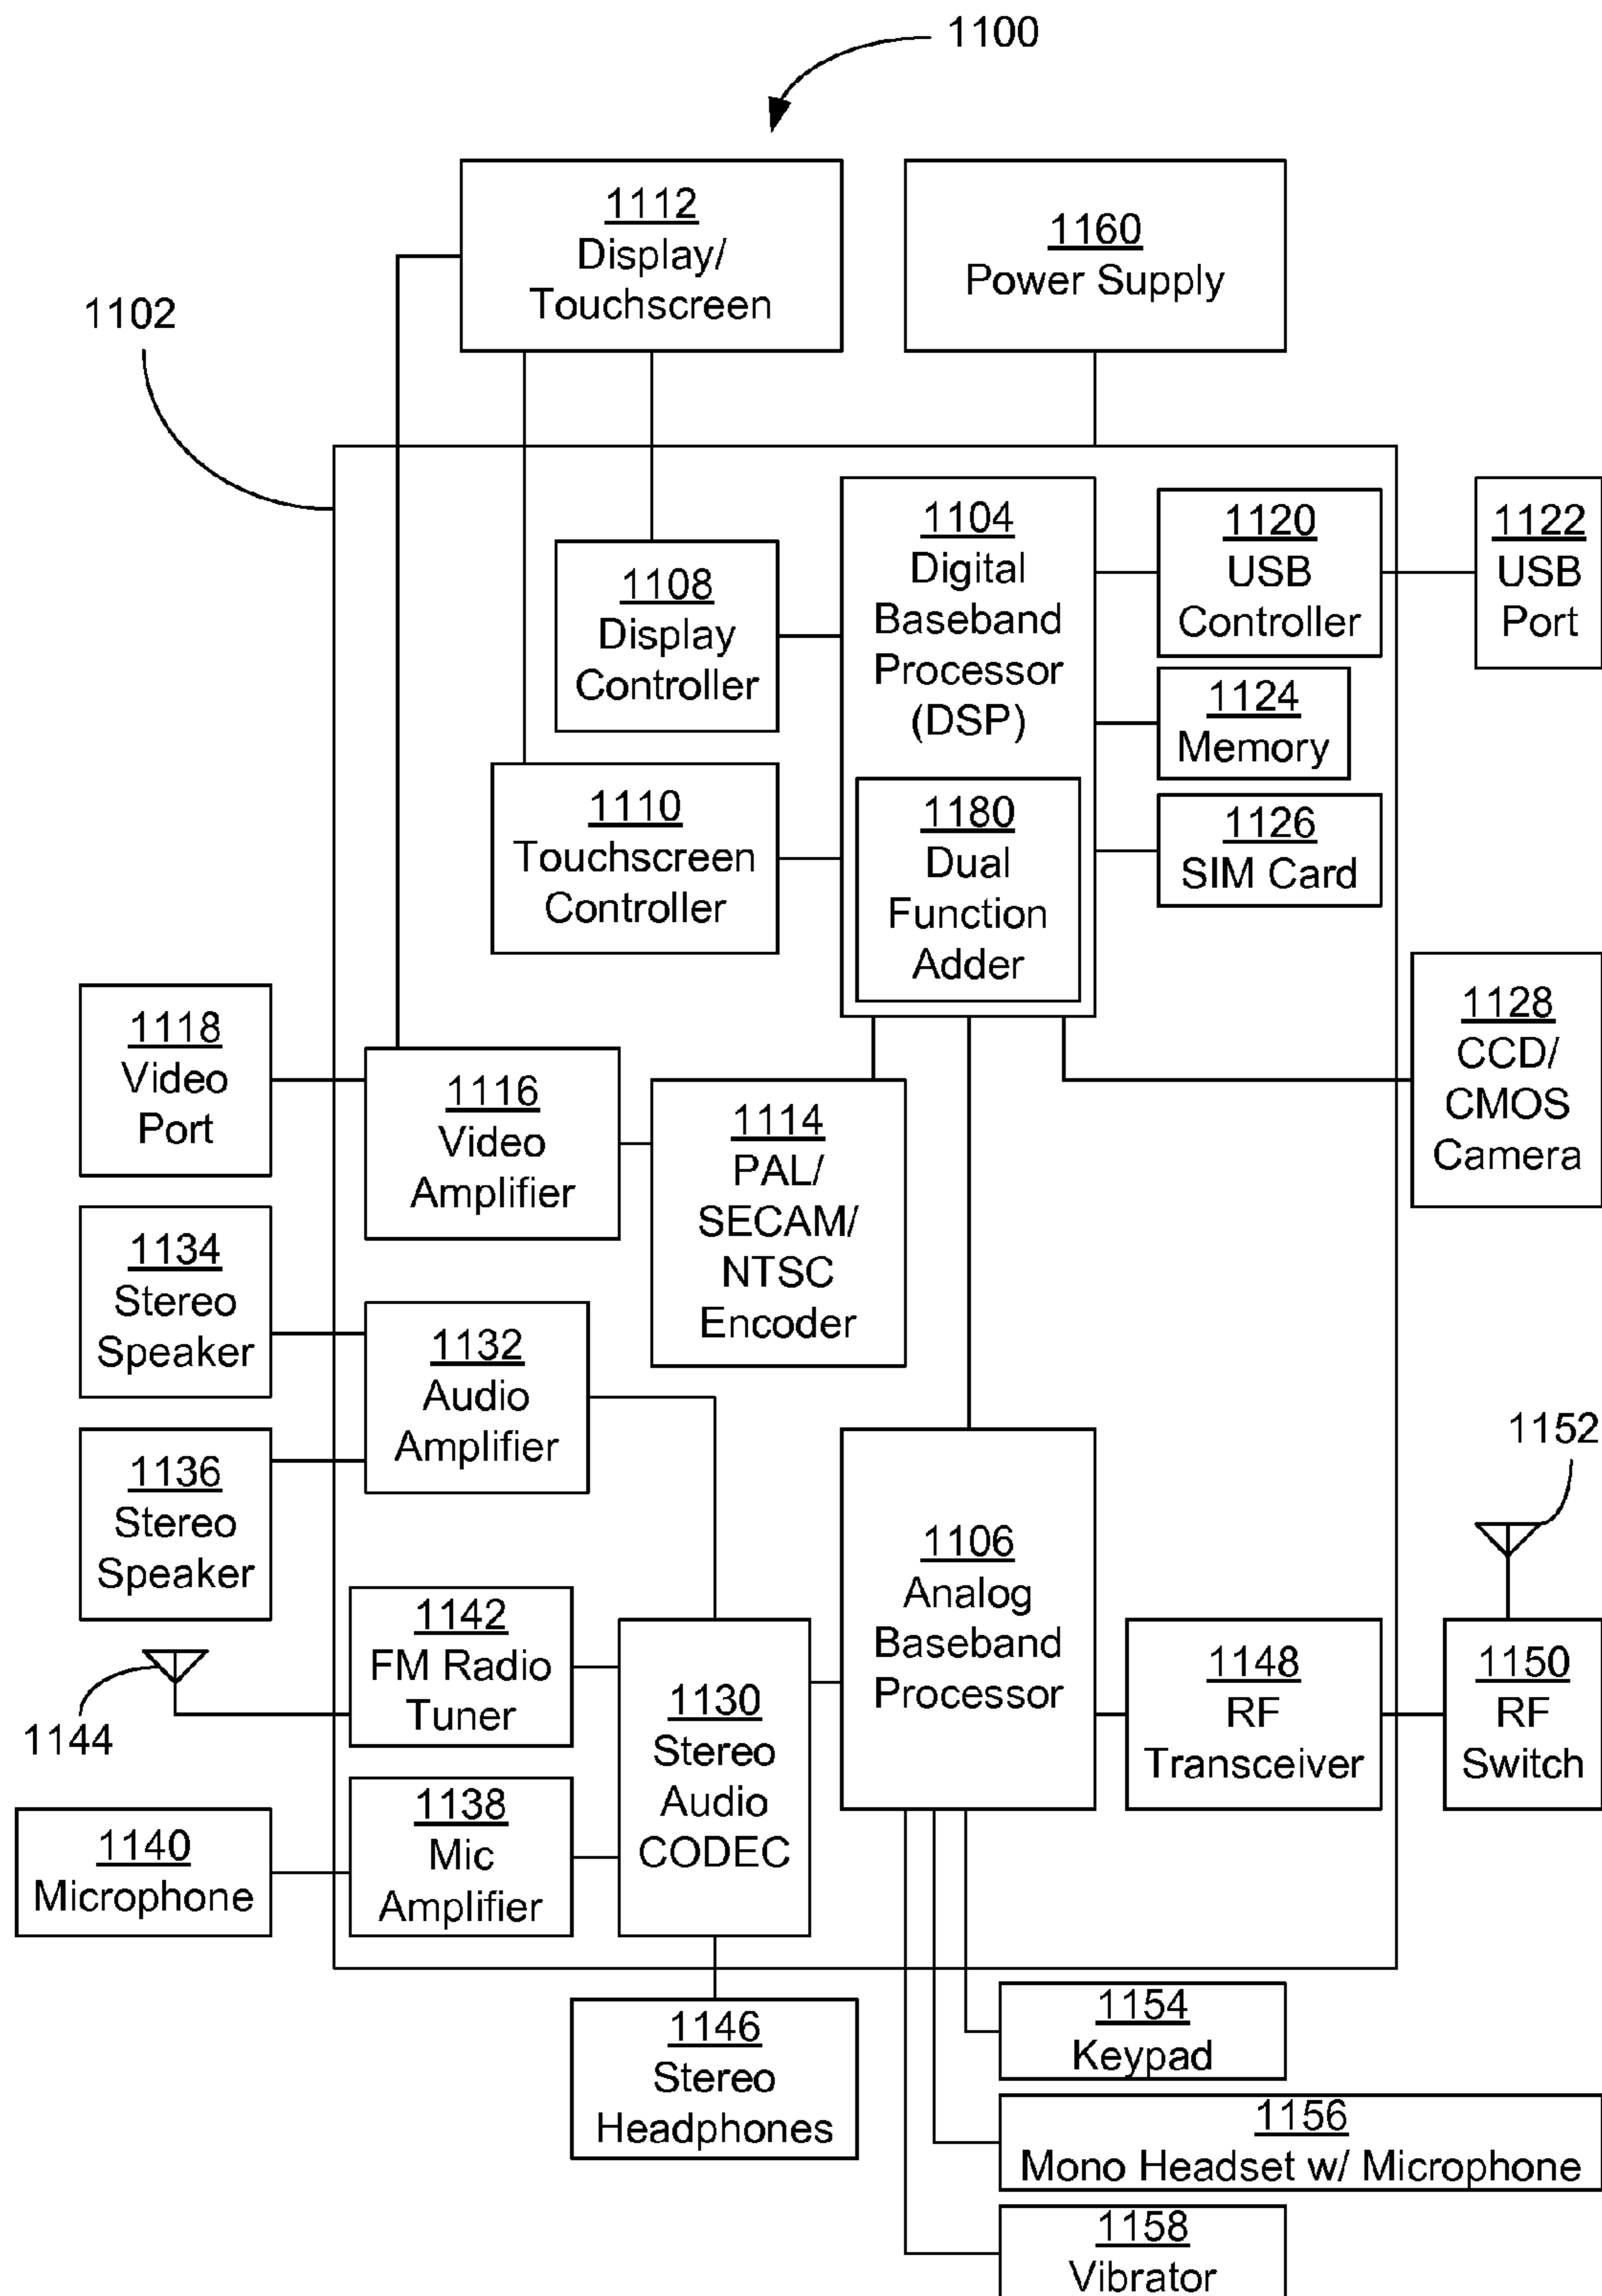 1100
1112
Display/
Touchscreen
1160
Power Supply
1102
1104
Digital
Baseband
Processor
(DSP)
1120
USB
Controller
1122
USB
Port
1108
Display
Controller
1124
Memory
1110
Touchscreen
Controller
1180
Dual
Function
Adder
1126
SIM Card
1118
Video
Port
1116
Video
Amplifier
1114
PAL/
SECAM/
NTSC
Encoder
1128
CCD/
CMOS
Camera
1134
Stereo
Speaker
1132
Audio
Amplifier
1136
Stereo
Speaker
1152
1106
Analog
Baseband
Processor
1142
FM Radio
Tuner
1144
1130
Stereo
Audio
CODEC
1148
RF
Transceiver
1150
RF
Switch
1140
Microphone
1138
Mic
Amplifier
1146
Stereo
Headphones
1154
Keypad
1156
Mono Headset w/ Microphone
1158
Vibrator